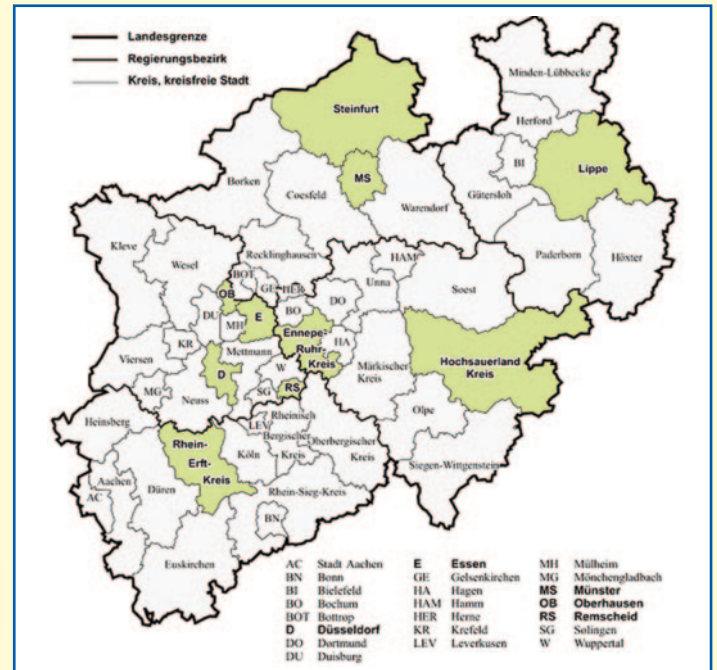 Landesgrenze
Regierungsbezirk
Kreis, kreisfreie Stadt
Minden-Lübbecke
Steinfurt
Herford
BI
Lippe
MS
Borken
Coesfeld
Gütersloh
Warendorf
Kleve
Paderborn
Höxter
Wesel
Recklinghausen
HAM
BOT
Unna
GE
HER
Soest
OB
DO
BO
DU
E
MH
Ennepe-
Ruhr-
Kreis
HA
Hochsauerland
Kreis
KR
Mettmann
Märkischer
Kreis
Viersen
W
D
RS
MG
SG
Neuss
Olpe
Heinsberg
Rheinisch
LEV
Bergischer
Kreis
Rhein-
Erft-
Kreis
Köln
Oberbergischer
Kreis
Siegen-Wittgenstein
Aachen
Düren
AC
Rhein-Sieg-Kreis
BN
Euskirchen
AC Stadt Aachen
BN Bonn
BI Bielefeld
BO Bochum
BOT Bottrop
D Düsseldorf
DO Dortmund
DU Duisburg
E Essen
GE Gelsenkirchen
HA Hagen
HAM Hamm
HER Herne
KR Krefeld
LEV Leverkusen
MH Mülheim
MG Mönchengladbach
MS Münster
OB Oberhausen
RS Remscheid
SG Solingen
W Wuppertal